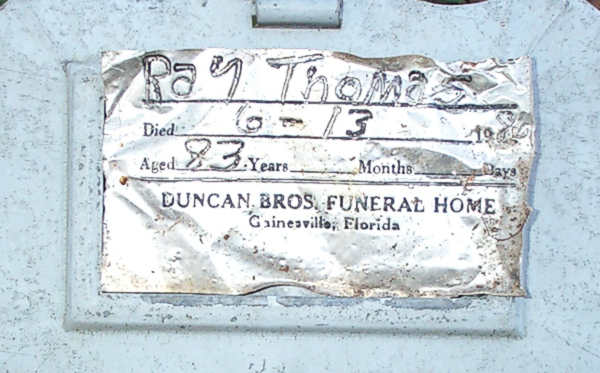 Ray Thomas
Died 6-13 19
Aged 83 Years Months Days
DUNCAN BROS. FUNERAL HOME
Gainesville, Florida